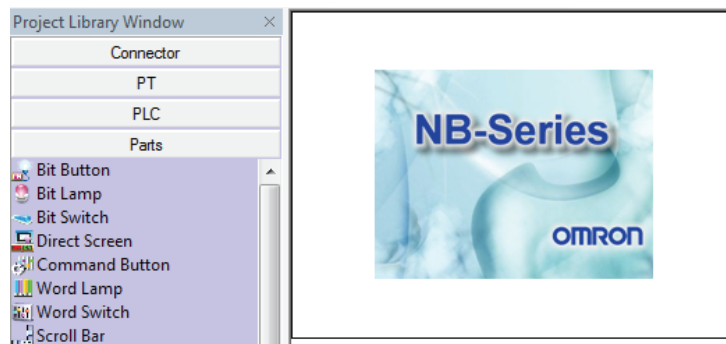 Project Library Window
Connector
PT
PLC
Parts
Bit Button
Bit Lamp
Bit Switch
Direct Screen
Command Button
Word Lamp
Word Switch
Scroll Bar
NB-Series
OMRON